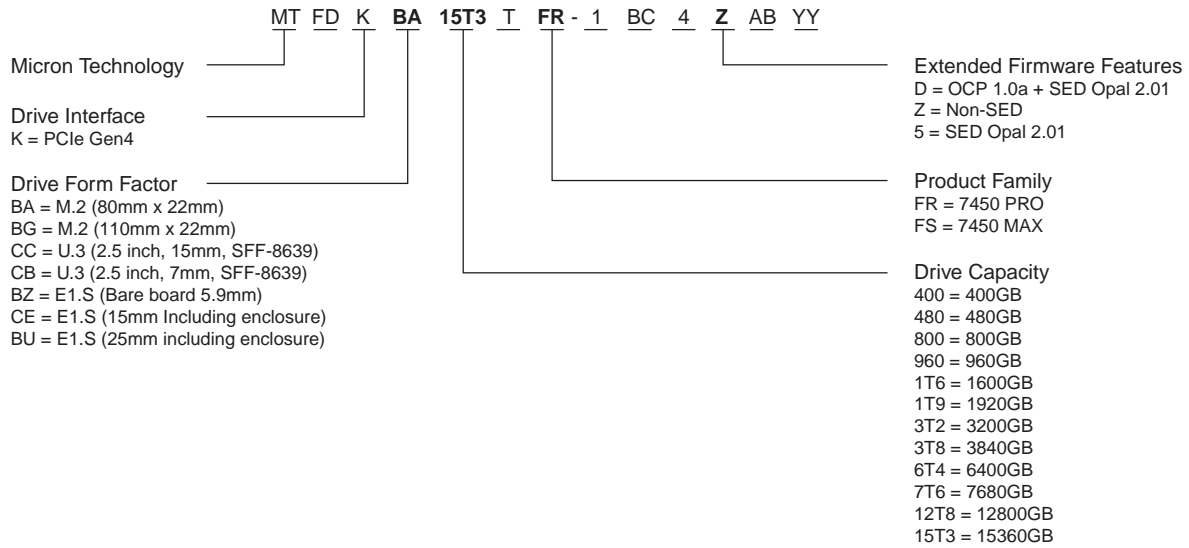 MT FD K BA 15T3 T FR - 1 BC 4 Z AB YY
Micron Technology
Drive Interface
K = PCIe Gen4
Drive Form Factor
BA = M.2 (80mm x 22mm)
BG = M.2 (110mm x 22mm)
CC = U.3 (2.5 inch, 15mm, SFF-8639)
CB = U.3 (2.5 inch, 7mm, SFF-8639)
BZ = E1.S (Bare board 5.9mm)
CE = E1.S (15mm Including enclosure)
BU = E1.S (25mm including enclosure)
Extended Firmware Features
D = OCP 1.0a + SED Opal 2.01
Z = Non-SED
5 = SED Opal 2.01
Product Family
FR = 7450 PRO
FS = 7450 MAX
Drive Capacity
400 = 400GB
480 = 480GB
800 = 800GB
960 = 960GB
1T6 = 1600GB
1T9 = 1920GB
3T2 = 3200GB
3T8 = 3840GB
6T4 = 6400GB
7T6 = 7680GB
12T8 = 12800GB
15T3 = 15360GB